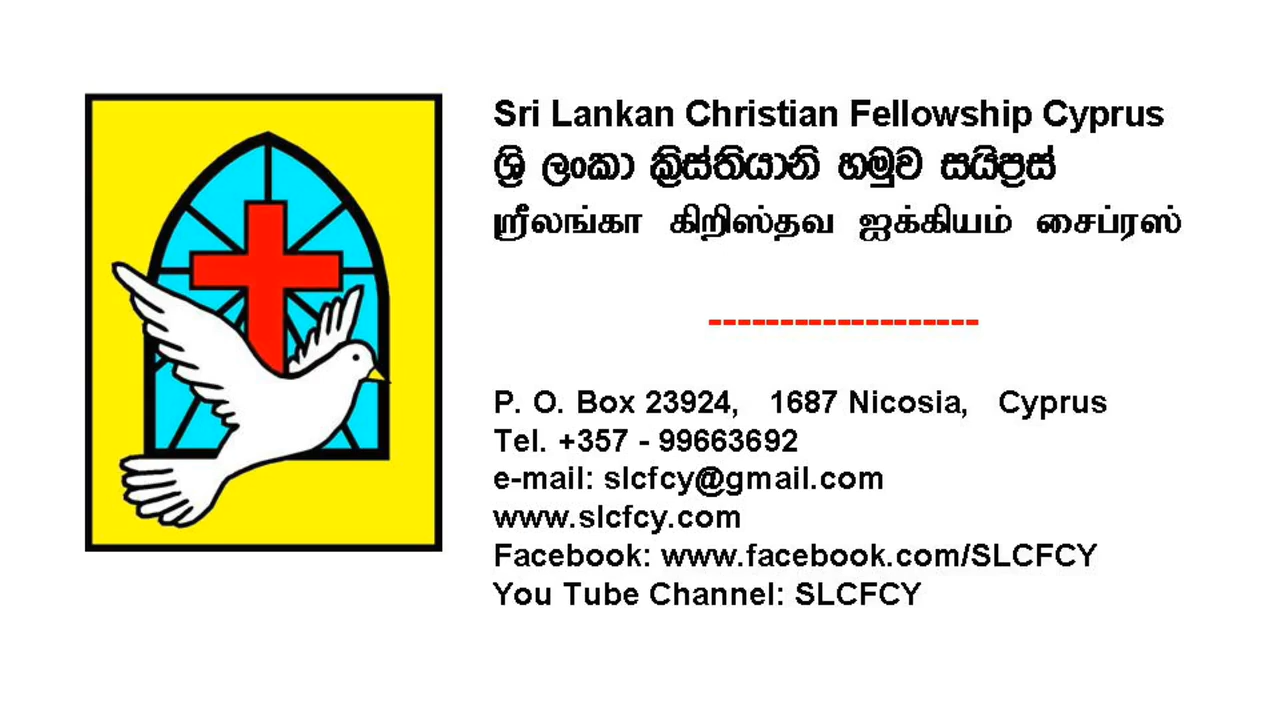 Sri Lankan Christian Fellowship Cyprus
ශ්‍රි ලංකා ක්‍රිස්තියානි හමුව සයිප්‍රස්
ஸ்ரீலங்கா கிறிஸ்தவ ஐக்கியம் சைப்ரஸ்
-------------------
P. O. Box 23924, 1687 Nicosia, Cyprus
Tel. +357 - 99663692
e-mail: slcfcy@gmail.com
www.slcfcy.com
Facebook: www.facebook.com/SLCFCY
You Tube Channel: SLCFCY